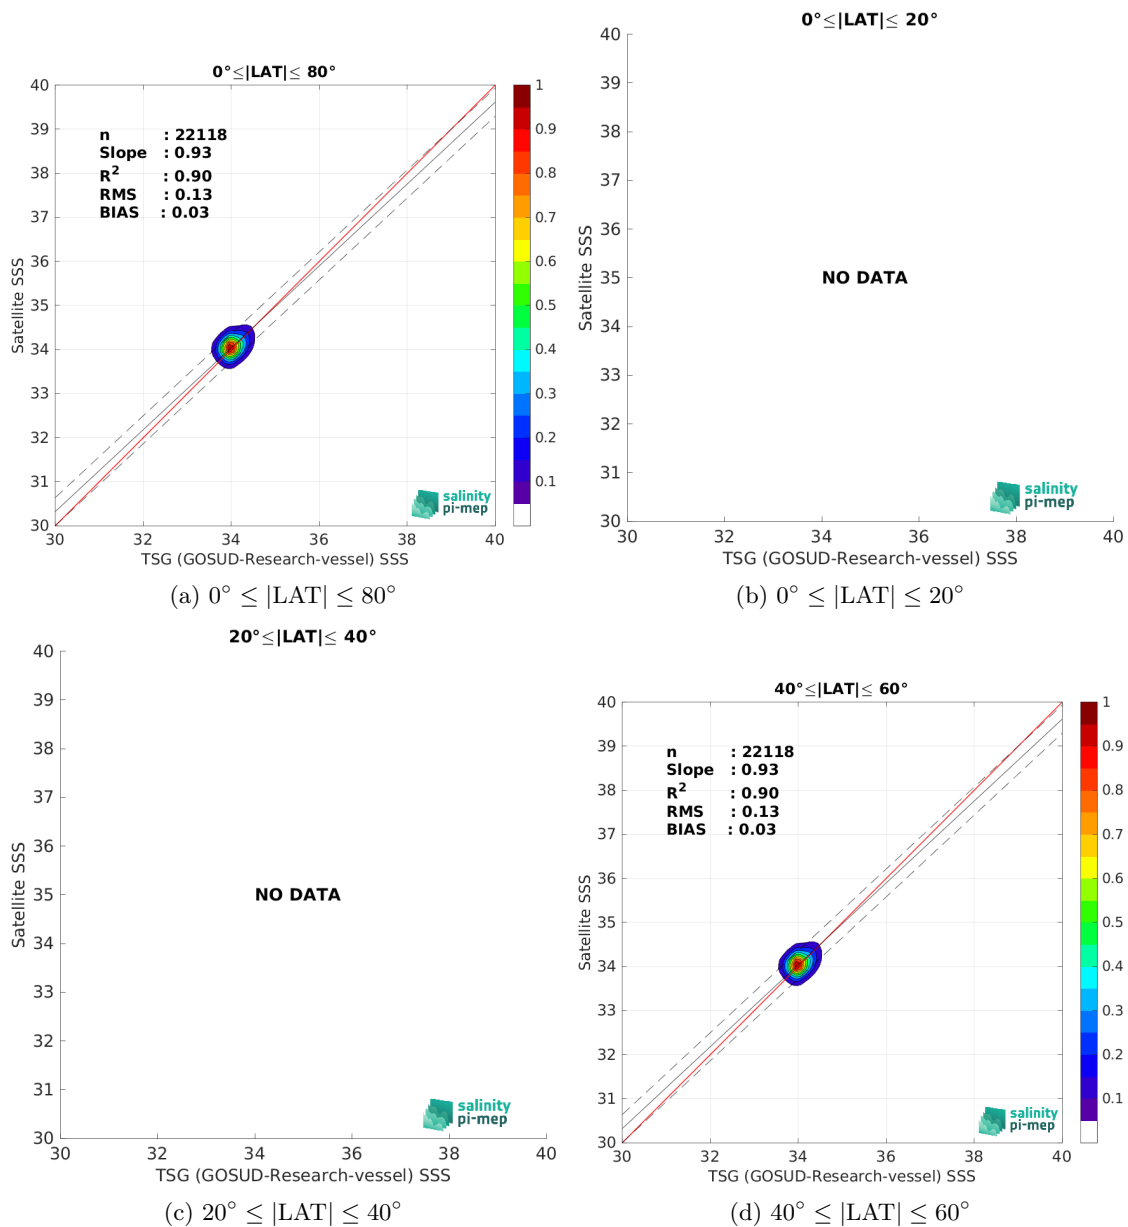 0°≤|LAT|≤ 80°
n : 22118
Slope : 0.93
R² : 0.90
RMS : 0.13
BIAS : 0.03
40
39
38
37
36
35
34
33
32
31
30
Satellite SSS
30 32 34 36 38 40
TSG (GOSUD-Research-vessel) SSS
1
0.9
0.8
0.7
0.6
0.5
0.4
0.3
0.2
0.1
salinity
pi-mep
(a) 0° ≤ |LAT| ≤ 80°
0°≤|LAT|≤ 20°
40
39
38
37
36
35
34
33
32
31
30
Satellite SSS
NO DATA
salinity
pi-mep
30 32 34 36 38 40
TSG (GOSUD-Research-vessel) SSS
(b) 0° ≤ |LAT| ≤ 20°
20°≤|LAT|≤ 40°
40
39
38
37
36
35
34
33
32
31
30
Satellite SSS
NO DATA
salinity
pi-mep
30 32 34 36 38 40
TSG (GOSUD-Research-vessel) SSS
(c) 20° ≤ |LAT| ≤ 40°
40°≤|LAT|≤ 60°
n : 22118
Slope : 0.93
R² : 0.90
RMS : 0.13
BIAS : 0.03
40
39
38
37
36
35
34
33
32
31
30
Satellite SSS
30 32 34 36 38 40
TSG (GOSUD-Research-vessel) SSS
1
0.9
0.8
0.7
0.6
0.5
0.4
0.3
0.2
0.1
salinity
pi-mep
(d) 40° ≤ |LAT| ≤ 60°